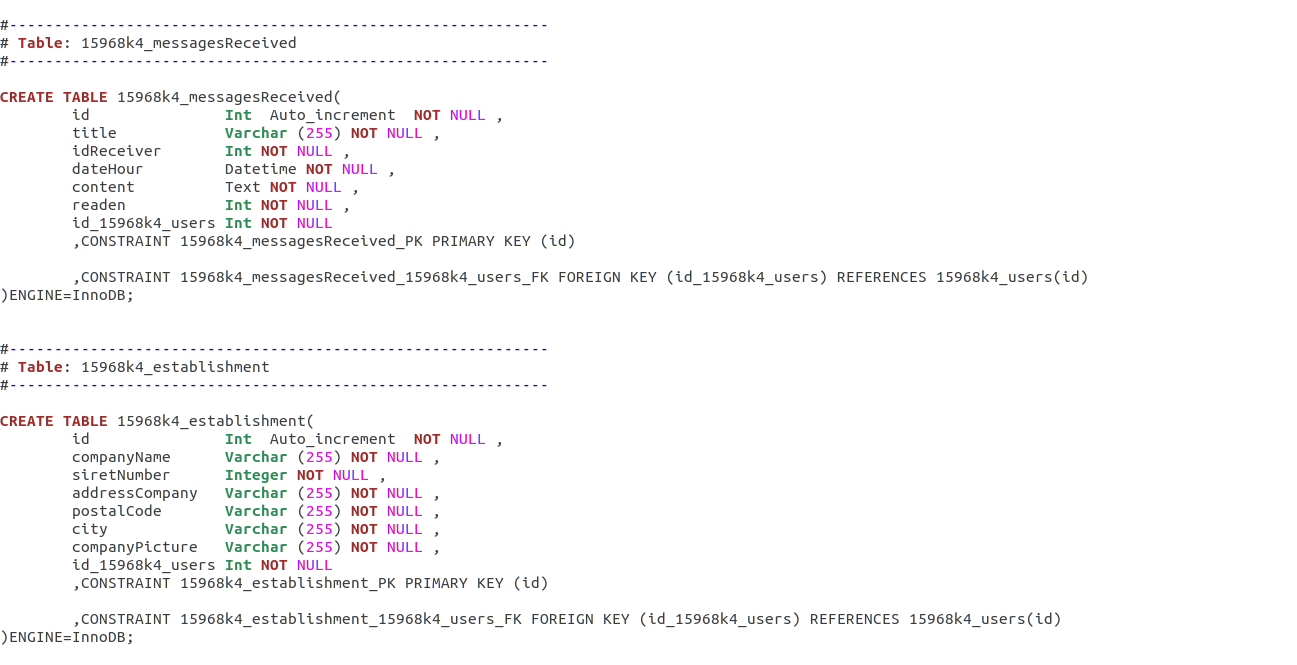 #------------------------------------------------------------
# Table: 15968k4_messagesReceived
#------------------------------------------------------------
CREATE TABLE 15968k4_messagesReceived(
        id               Int  Auto_increment  NOT NULL ,
        title            Varchar (255) NOT NULL ,
        idReceiver       Int NOT NULL ,
        dateHour         Datetime NOT NULL ,
        content          Text NOT NULL ,
        readen           Int NOT NULL ,
        id_15968k4_users Int NOT NULL
        ,CONSTRAINT 15968k4_messagesReceived_PK PRIMARY KEY (id)
        ,CONSTRAINT 15968k4_messagesReceived_15968k4_users_FK FOREIGN KEY (id_15968k4_users) REFERENCES 15968k4_users(id)
)ENGINE=InnoDB;
#------------------------------------------------------------
# Table: 15968k4_establishment
#------------------------------------------------------------
CREATE TABLE 15968k4_establishment(
        id               Int  Auto_increment  NOT NULL ,
        companyName      Varchar (255) NOT NULL ,
        siretNumber      Integer NOT NULL ,
        addressCompany   Varchar (255) NOT NULL ,
        postalCode       Varchar (255) NOT NULL ,
        city             Varchar (255) NOT NULL ,
        companyPicture   Varchar (255) NOT NULL ,
        id_15968k4_users Int NOT NULL
        ,CONSTRAINT 15968k4_establishment_PK PRIMARY KEY (id)
        ,CONSTRAINT 15968k4_establishment_15968k4_users_FK FOREIGN KEY (id_15968k4_users) REFERENCES 15968k4_users(id)
)ENGINE=InnoDB;